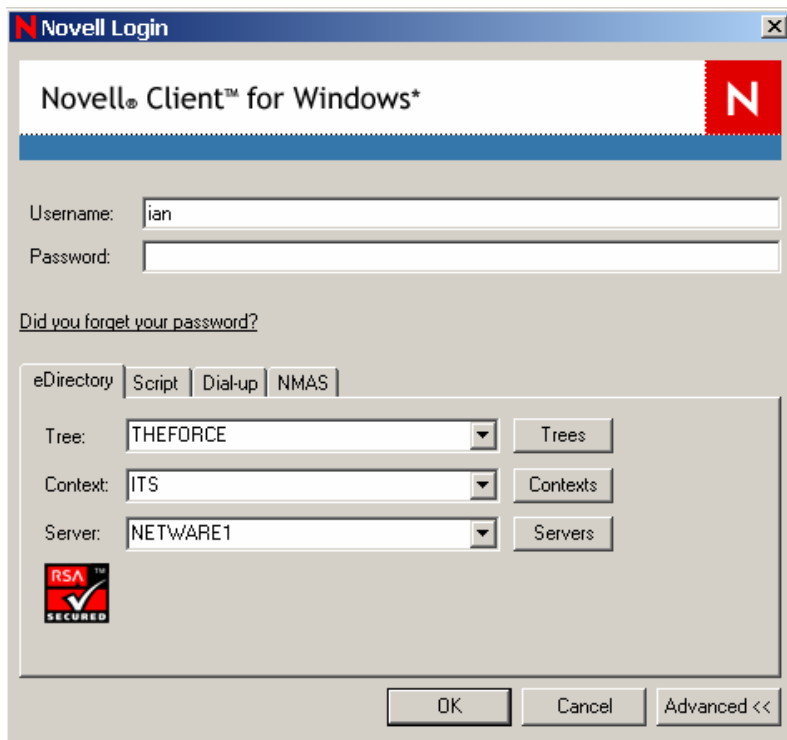 N Novell Login
Novell® Client™ for Windows* N
Username: ian
Password:
Did you forget your password?
eDirectory Script Dial-up NMAS
Tree: THEFORCE Trees
Context: ITS Contexts
Server: NETWARE1 Servers
RSA ™
SECURED
OK Cancel Advanced <<